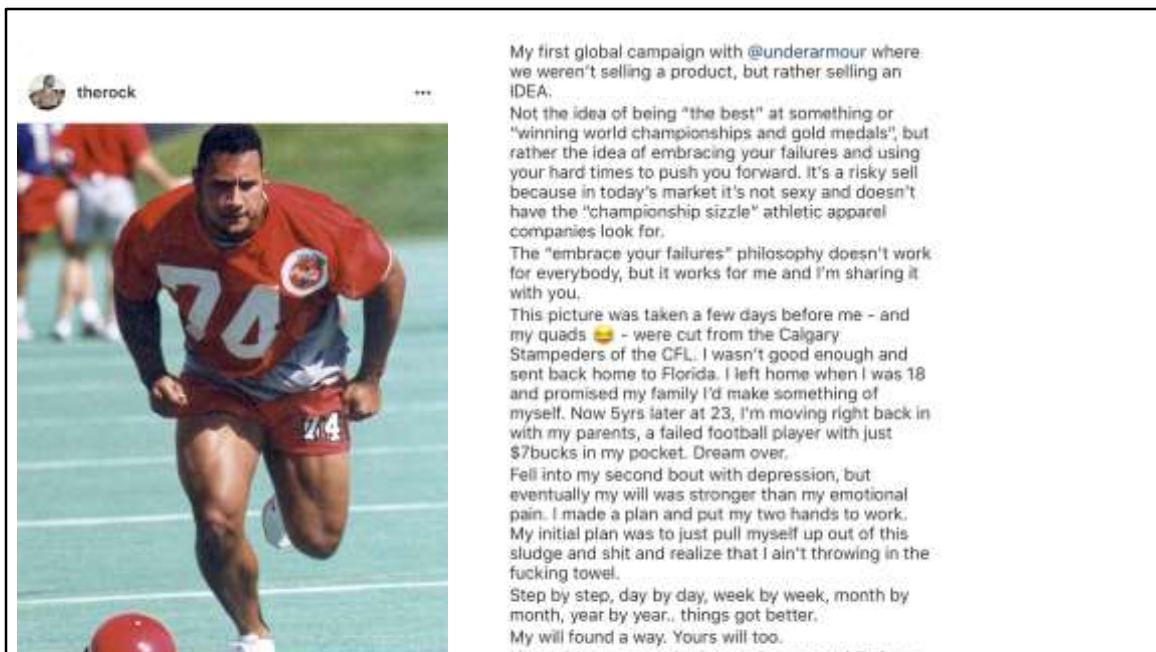 therock
...
74
74
My first global campaign with @underarmour where
we weren't selling a product, but rather selling an
IDEA.
Not the idea of being "the best" at something or
"winning world championships and gold medals", but
rather the idea of embracing your failures and using
your hard times to push you forward. It's a risky sell
because in today's market it's not sexy and doesn't
have the "championship sizzle" athletic apparel
companies look for.
The "embrace your failures" philosophy doesn't work
for everybody, but it works for me and I'm sharing it
with you.
This picture was taken a few days before me - and
my quads 😂 - were cut from the Calgary
Stampeders of the CFL. I wasn't good enough and
sent back home to Florida. I left home when I was 18
and promised my family I'd make something of
myself. Now 5yrs later at 23, I'm moving right back in
with my parents, a failed football player with just
$7bucks in my pocket. Dream over.
Fell into my second bout with depression, but
eventually my will was stronger than my emotional
pain. I made a plan and put my two hands to work.
My initial plan was to just pull myself up out of this
sludge and shit and realize that I ain't throwing in the
fucking towel.
Step by step, day by day, week by week, month by
month, year by year.. things got better.
My will found a way. Yours will too.